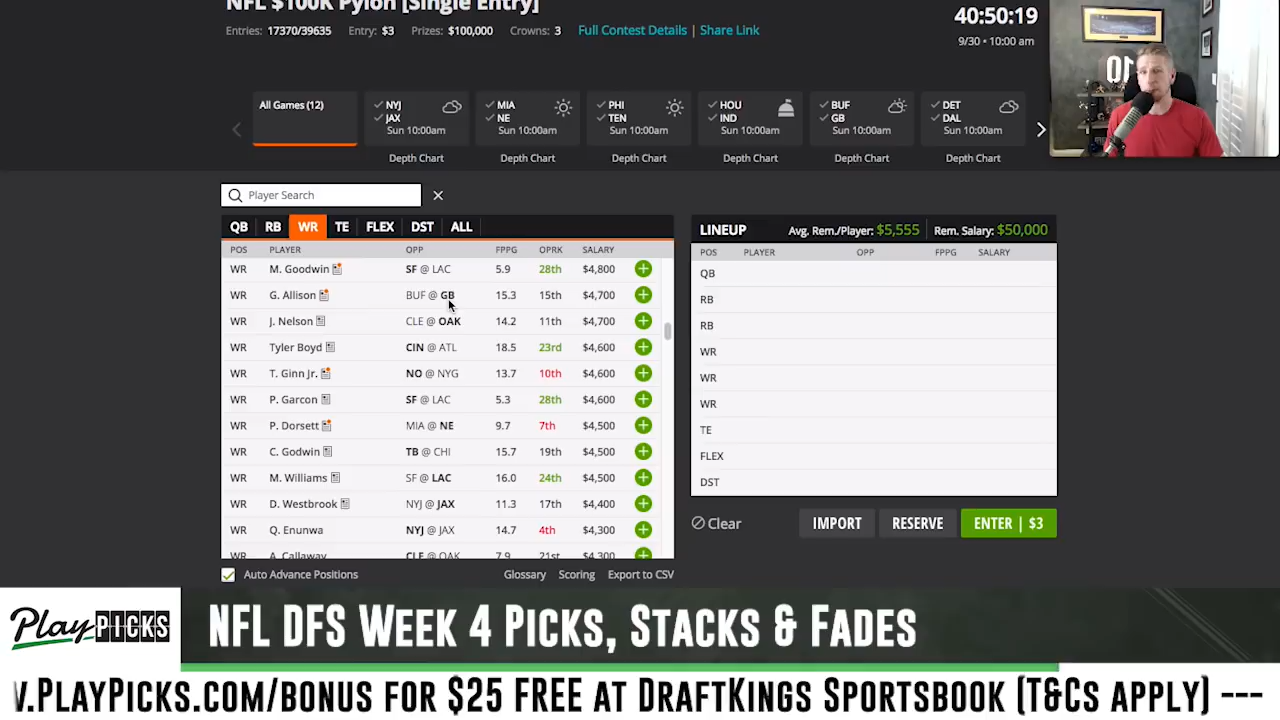 NFL $100K Pylon [Single Entry]
Entries: 17370/39635 Entry: $3 Prizes: $100,000 Crowns: 3 Full Contest Details | Share Link
40:50:19
9/30 • 10:00 am
10
All Games (12)
NYJ
JAX
Sun 10:00am
Depth Chart
MIA
NE
Sun 10:00am
Depth Chart
PHI
TEN
Sun 10:00am
Depth Chart
HOU
IND
Sun 10:00am
Depth Chart
BUF
GB
Sun 10:00am
Depth Chart
DET
DAL
Sun 10:00am
Depth Chart
Player Search
QB RB WR TE FLEX DST ALL
POS PLAYER OPP FPPG OPRK SALARY
WR M. Goodwin SF @ LAC 5.9 28th $4,800
WR G. Allison BUF @ GB 15.3 15th $4,700
WR J. Nelson CLE @ OAK 14.2 11th $4,700
WR Tyler Boyd CIN @ ATL 18.5 23rd $4,600
WR T. Ginn Jr. NO @ NYG 13.7 10th $4,600
WR P. Garcon SF @ LAC 5.3 28th $4,600
WR P. Dorsett MIA @ NE 9.7 7th $4,500
WR C. Godwin TB @ CHI 15.7 19th $4,500
WR M. Williams SF @ LAC 16.0 24th $4,500
WR D. Westbrook NYJ @ JAX 11.3 17th $4,400
WR Q. Enunwa NYJ @ JAX 14.7 4th $4,300
WR A. Callaway CLE @ OAK 7.9 21st $4,300
Auto Advance Positions Glossary Scoring Export to CSV
LINEUP Avg. Rem./Player: $5,555 Rem. Salary: $50,000
POS PLAYER OPP FPPG SALARY
QB
RB
RB
WR
WR
WR
TE
FLEX
DST
Clear IMPORT RESERVE ENTER | $3
PlayPICKS
NFL DFS WEEK 4 PICKS, STACKS & FADES
W.PLAYPICKS.COM/BONUS FOR $25 FREE AT DRAFTKINGS SPORTSBOOK (T&CS APPLY) ---